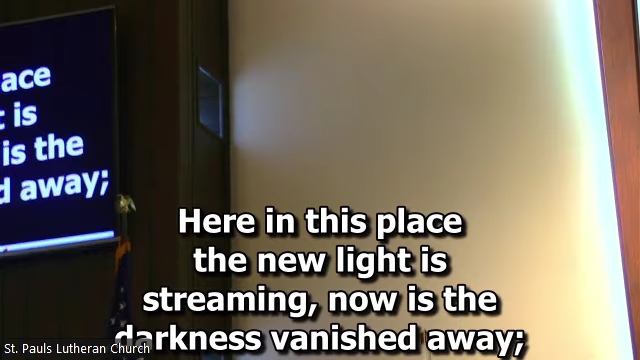 ace
t is
is the
d away;
Here in this place
the new light is
streaming, now is the
darkness vanished away;
St. Pauls Lutheran Church